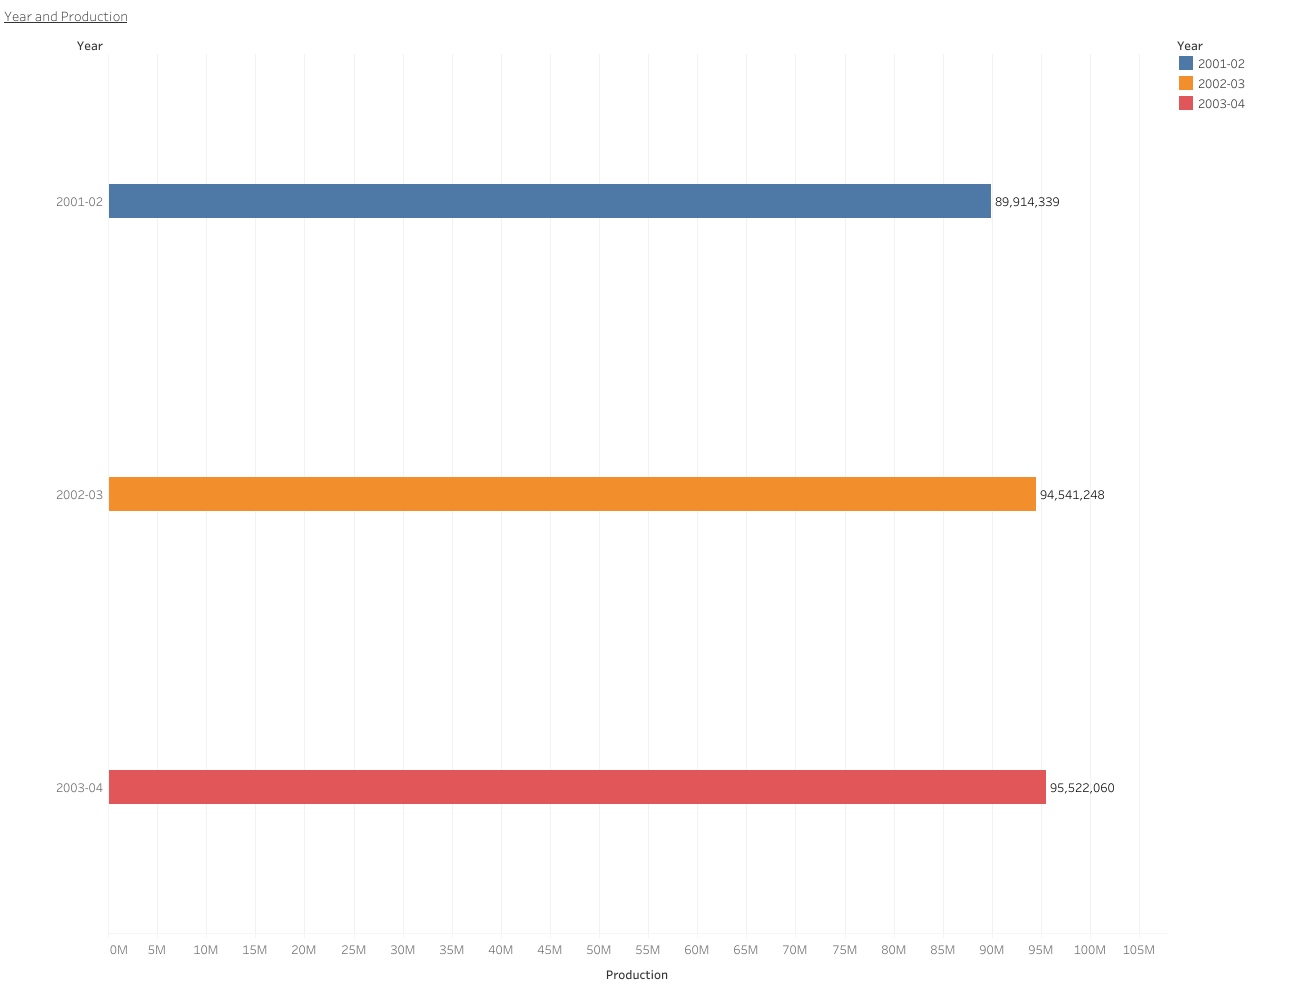 Year and Production
Year
Year
2001-02
2002-03
2003-04
2001-02 89,914,339
2002-03 94,541,248
2003-04 95,522,060
0M 5M 10M 15M 20M 25M 30M 35M 40M 45M 50M 55M 60M 65M 70M 75M 80M 85M 90M 95M 100M 105M
Production